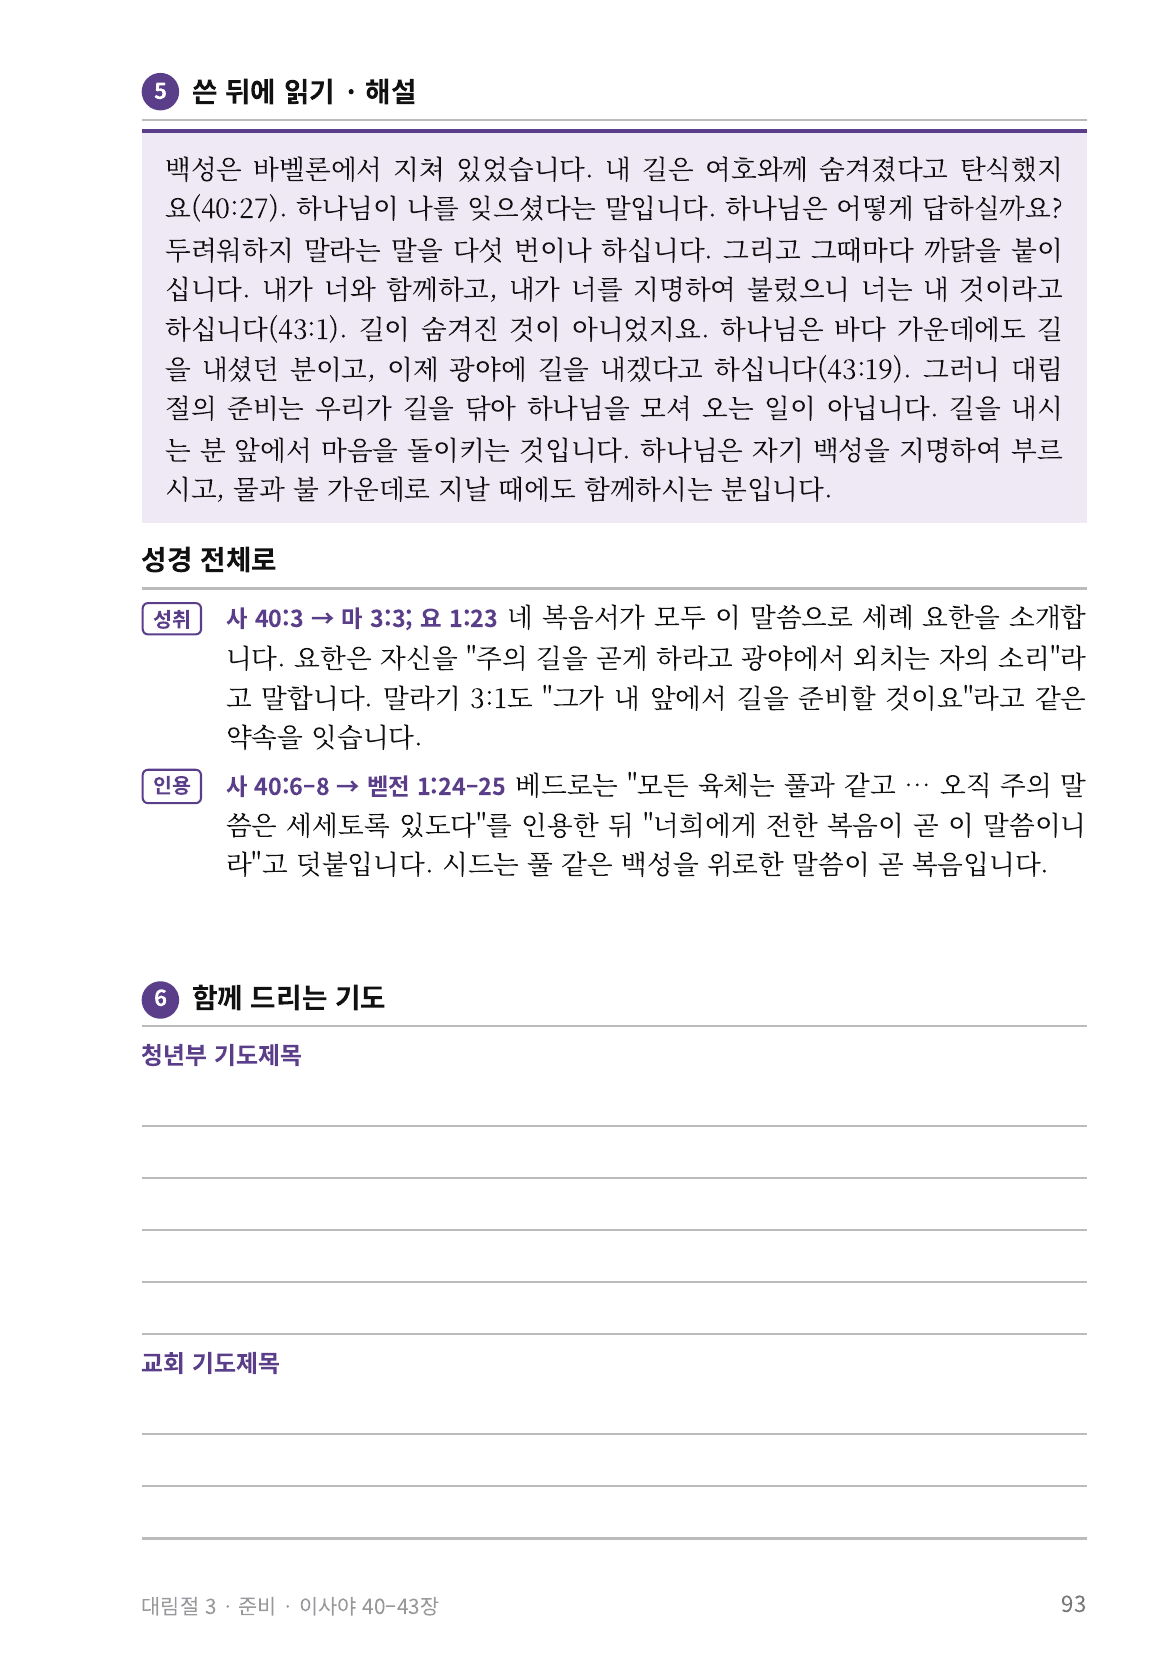 5 쓴 뒤에 읽기 · 해설
백성은 바벨론에서 지쳐 있었습니다. 내 길은 여호와께 숨겨졌다고 탄식했지
요(40:27). 하나님이 나를 잊으셨다는 말입니다. 하나님은 어떻게 답하실까요?
두려워하지 말라는 말을 다섯 번이나 하십니다. 그리고 그때마다 까닭을 붙이
십니다. 내가 너와 함께하고, 내가 너를 지명하여 불렀으니 너는 내 것이라고
하십니다(43:1). 길이 숨겨진 것이 아니었지요. 하나님은 바다 가운데에도 길
을 내셨던 분이고, 이제 광야에 길을 내겠다고 하십니다(43:19). 그러니 대림
절의 준비는 우리가 길을 닦아 하나님을 모셔 오는 일이 아닙니다. 길을 내시
는 분 앞에서 마음을 돌이키는 것입니다. 하나님은 자기 백성을 지명하여 부르
시고, 물과 불 가운데로 지날 때에도 함께하시는 분입니다.
성경 전체로
성취 사 40:3 → 마 3:3; 요 1:23 네 복음서가 모두 이 말씀으로 세례 요한을 소개합
니다. 요한은 자신을 "주의 길을 곧게 하라고 광야에서 외치는 자의 소리"라
고 말합니다. 말라기 3:1도 "그가 내 앞에서 길을 준비할 것이요"라고 같은
약속을 잇습니다.
인용 사 40:6–8 → 벧전 1:24–25 베드로는 "모든 육체는 풀과 같고 … 오직 주의 말
씀은 세세토록 있도다"를 인용한 뒤 "너희에게 전한 복음이 곧 이 말씀이니
라"고 덧붙입니다. 시드는 풀 같은 백성을 위로한 말씀이 곧 복음입니다.
6 함께 드리는 기도
청년부 기도제목
교회 기도제목
대림절 3 · 준비 · 이사야 40–43장 93